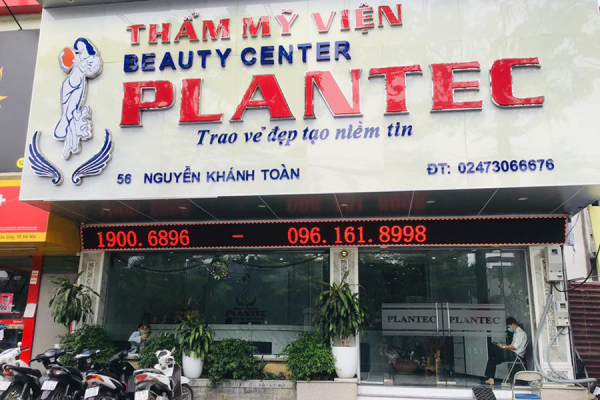 THẨM MỸ VIỆN
BEAUTY CENTER
PLANTEC
Trao vẻ đẹp tạo niềm tin
56 NGUYỄN KHÁNH TOÀN
ĐT: 02473066676
1900.6896 - 096.161.8998
PLANTEC
PLANTEC
PLANTEC